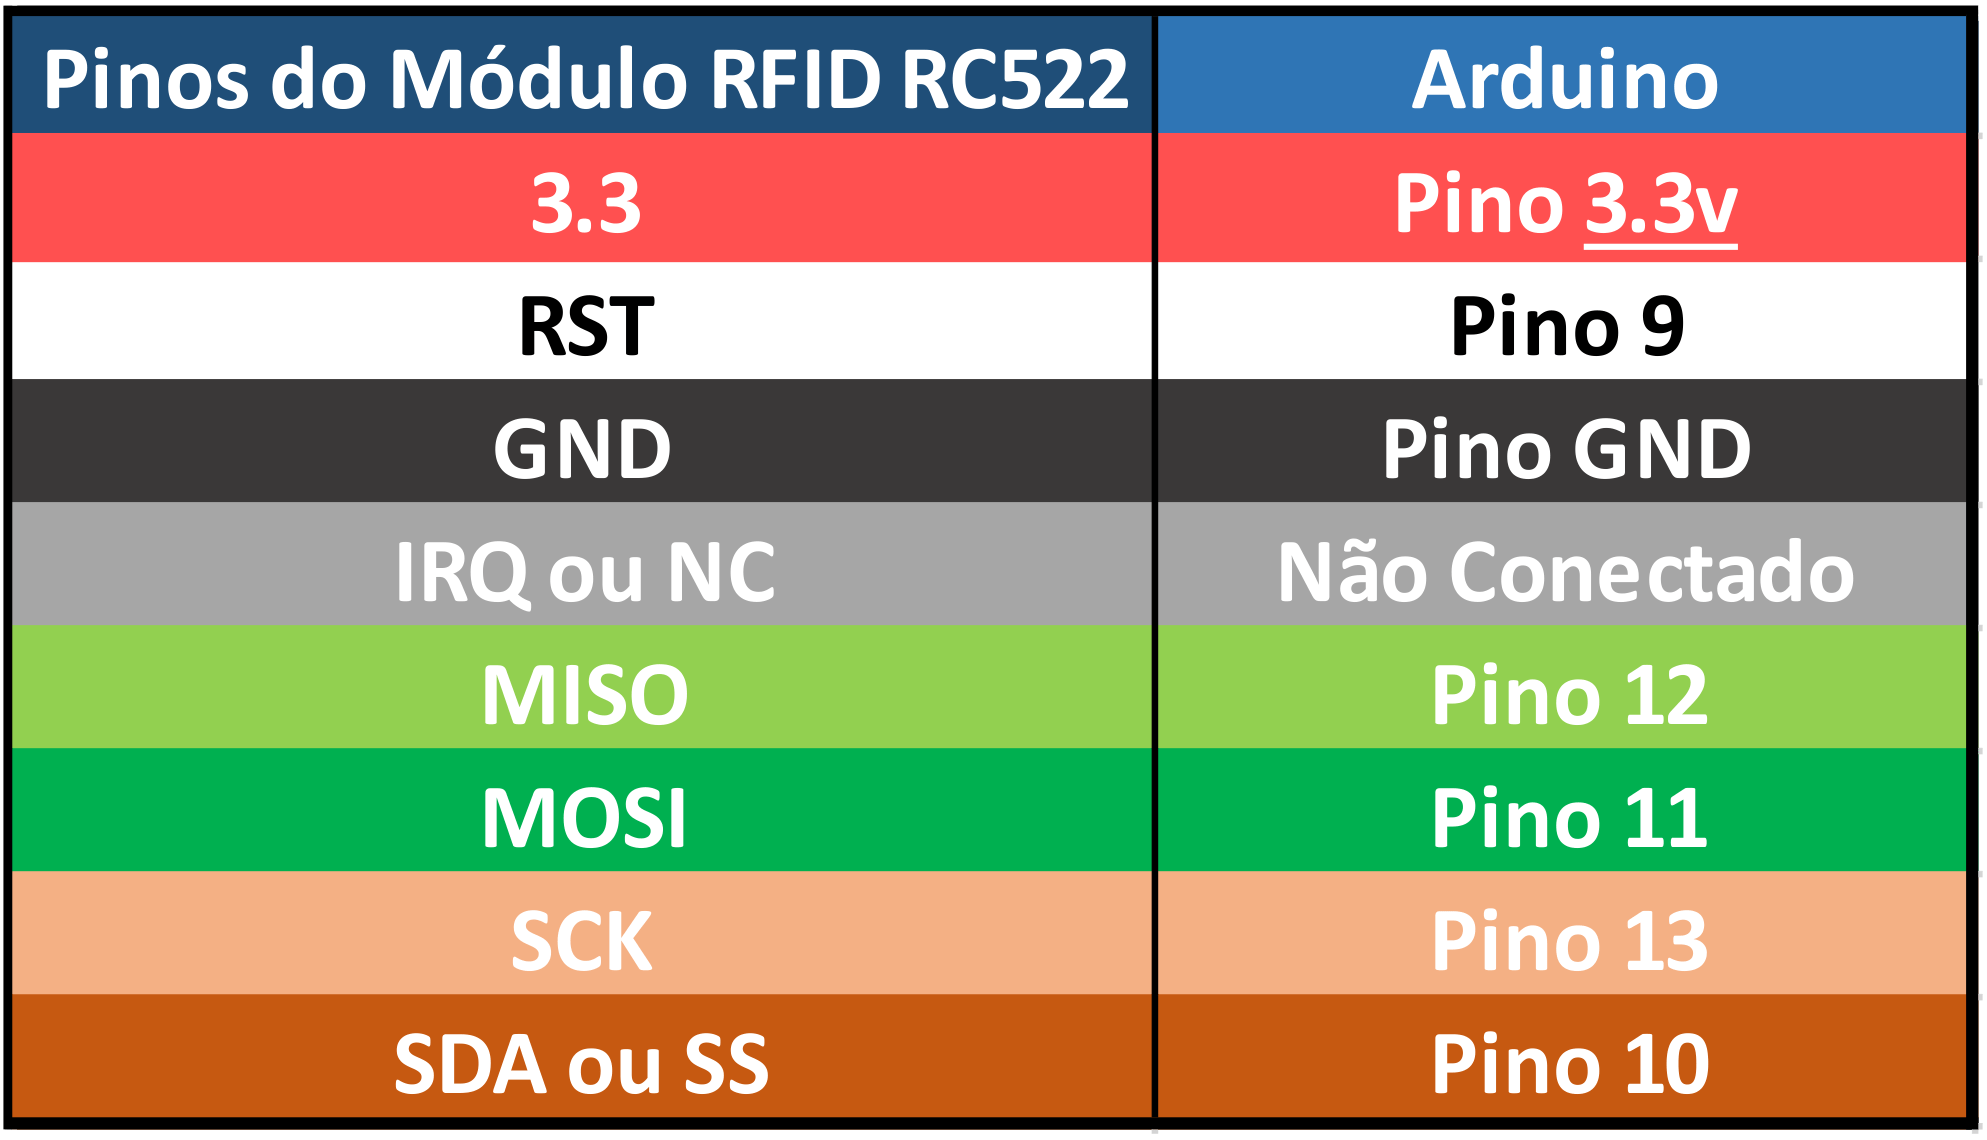 Pinos do Módulo RFID RC522 Arduino
3.3 Pino 3.3v
RST Pino 9
GND Pino GND
IRQ ou NC Não Conectado
MISO Pino 12
MOSI Pino 11
SCK Pino 13
SDA ou SS Pino 10